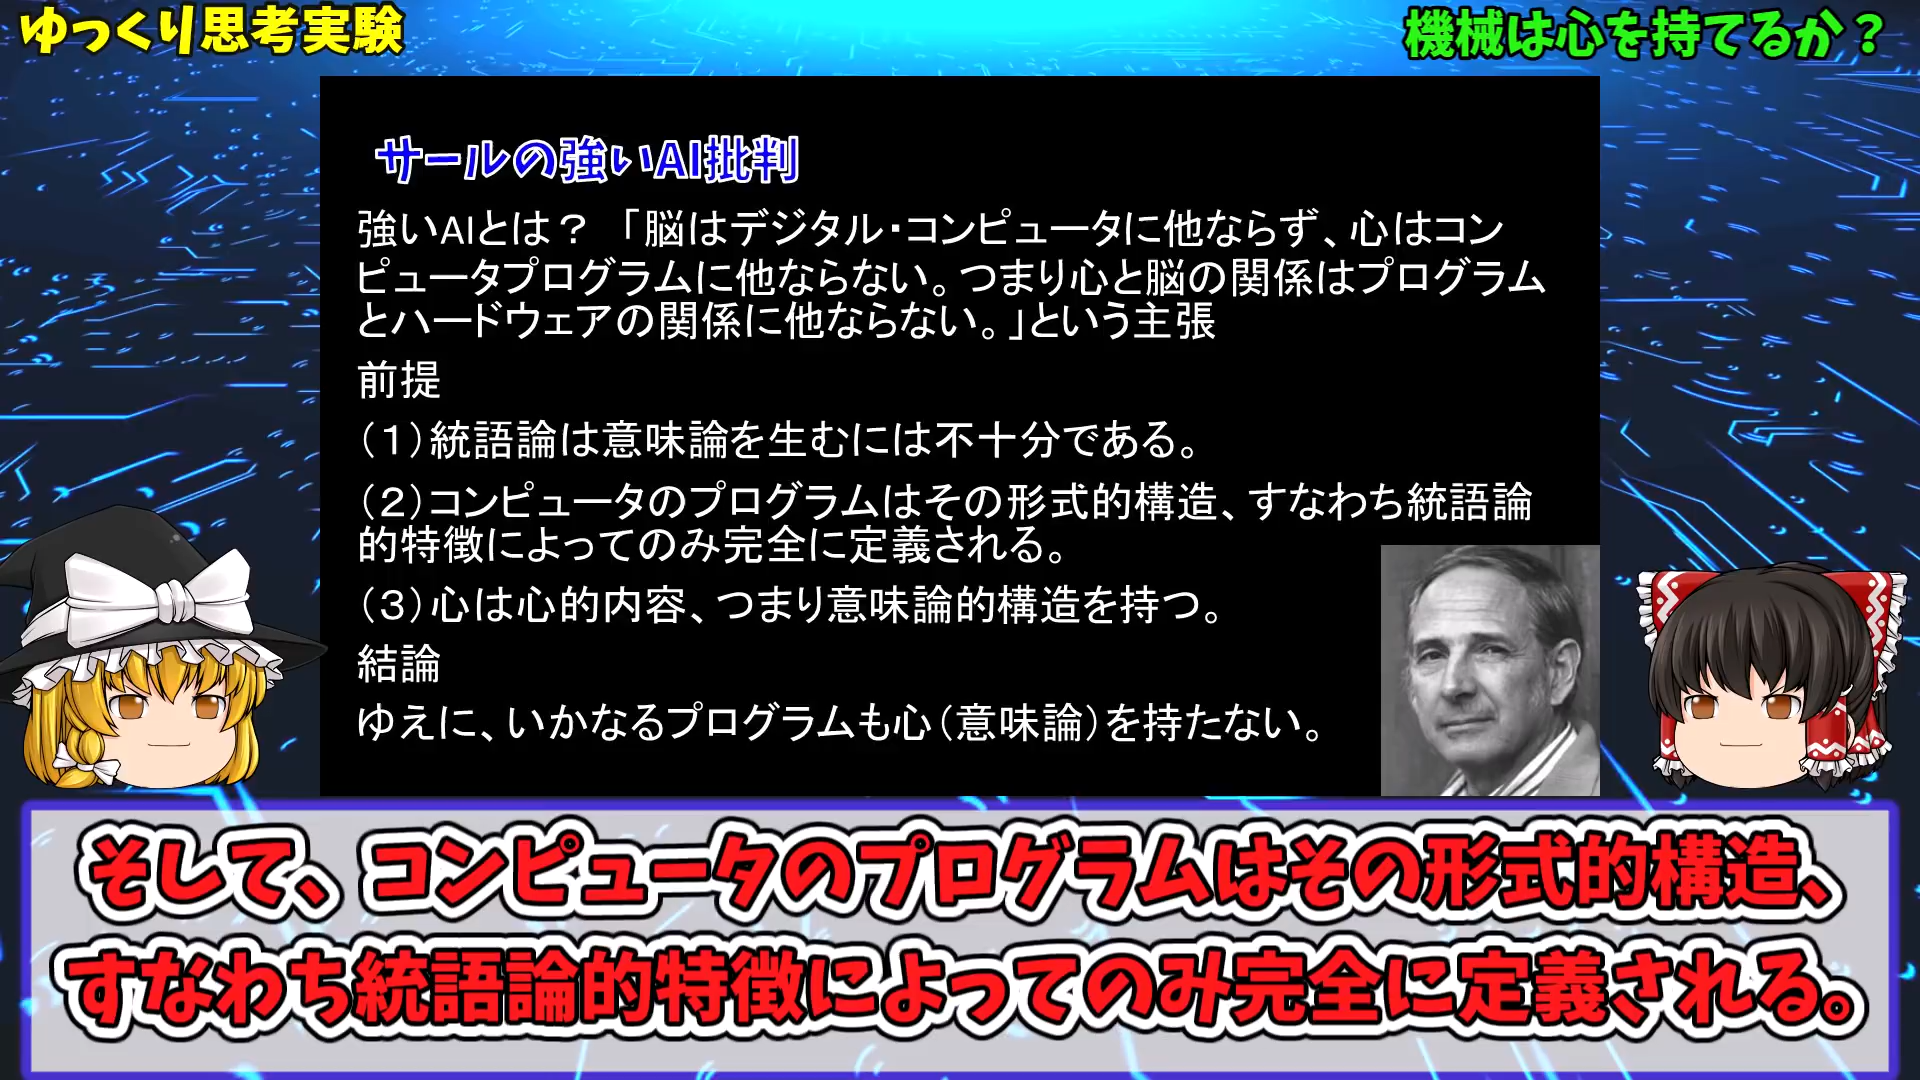 ゆっくり思考実験
機械は心を持てるか？
サールの強いAI批判
強いAIとは？「脳はデジタル・コンピュータに他ならず、心はコン
ピュータプログラムに他ならない。つまり心と脳の関係はプログラム
とハードウェアの関係に他ならない。」という主張
前提
（１）統語論は意味論を生むには不十分である。
（２）コンピュータのプログラムはその形式的構造、すなわち統語論
的特徴によってのみ完全に定義される。
（３）心は心的内容、つまり意味論的構造を持つ。
結論
ゆえに、いかなるプログラムも心（意味論）を持たない。
そして、コンピュータのプログラムはその形式的構造、
すなわち統語論的特徴によってのみ完全に定義される。